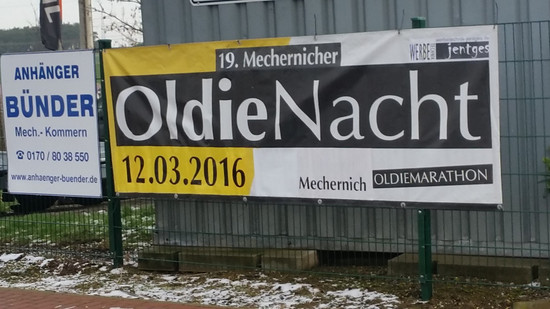 ANHÄNGER
BÜNDER
Mech.- Kommern
0170 / 80 38 550
www.anhaenger-buender.de
19. Mechernicher
WERBE
jentges
OldieNacht
12.03.2016
Mechernich OLDIEMARATHON